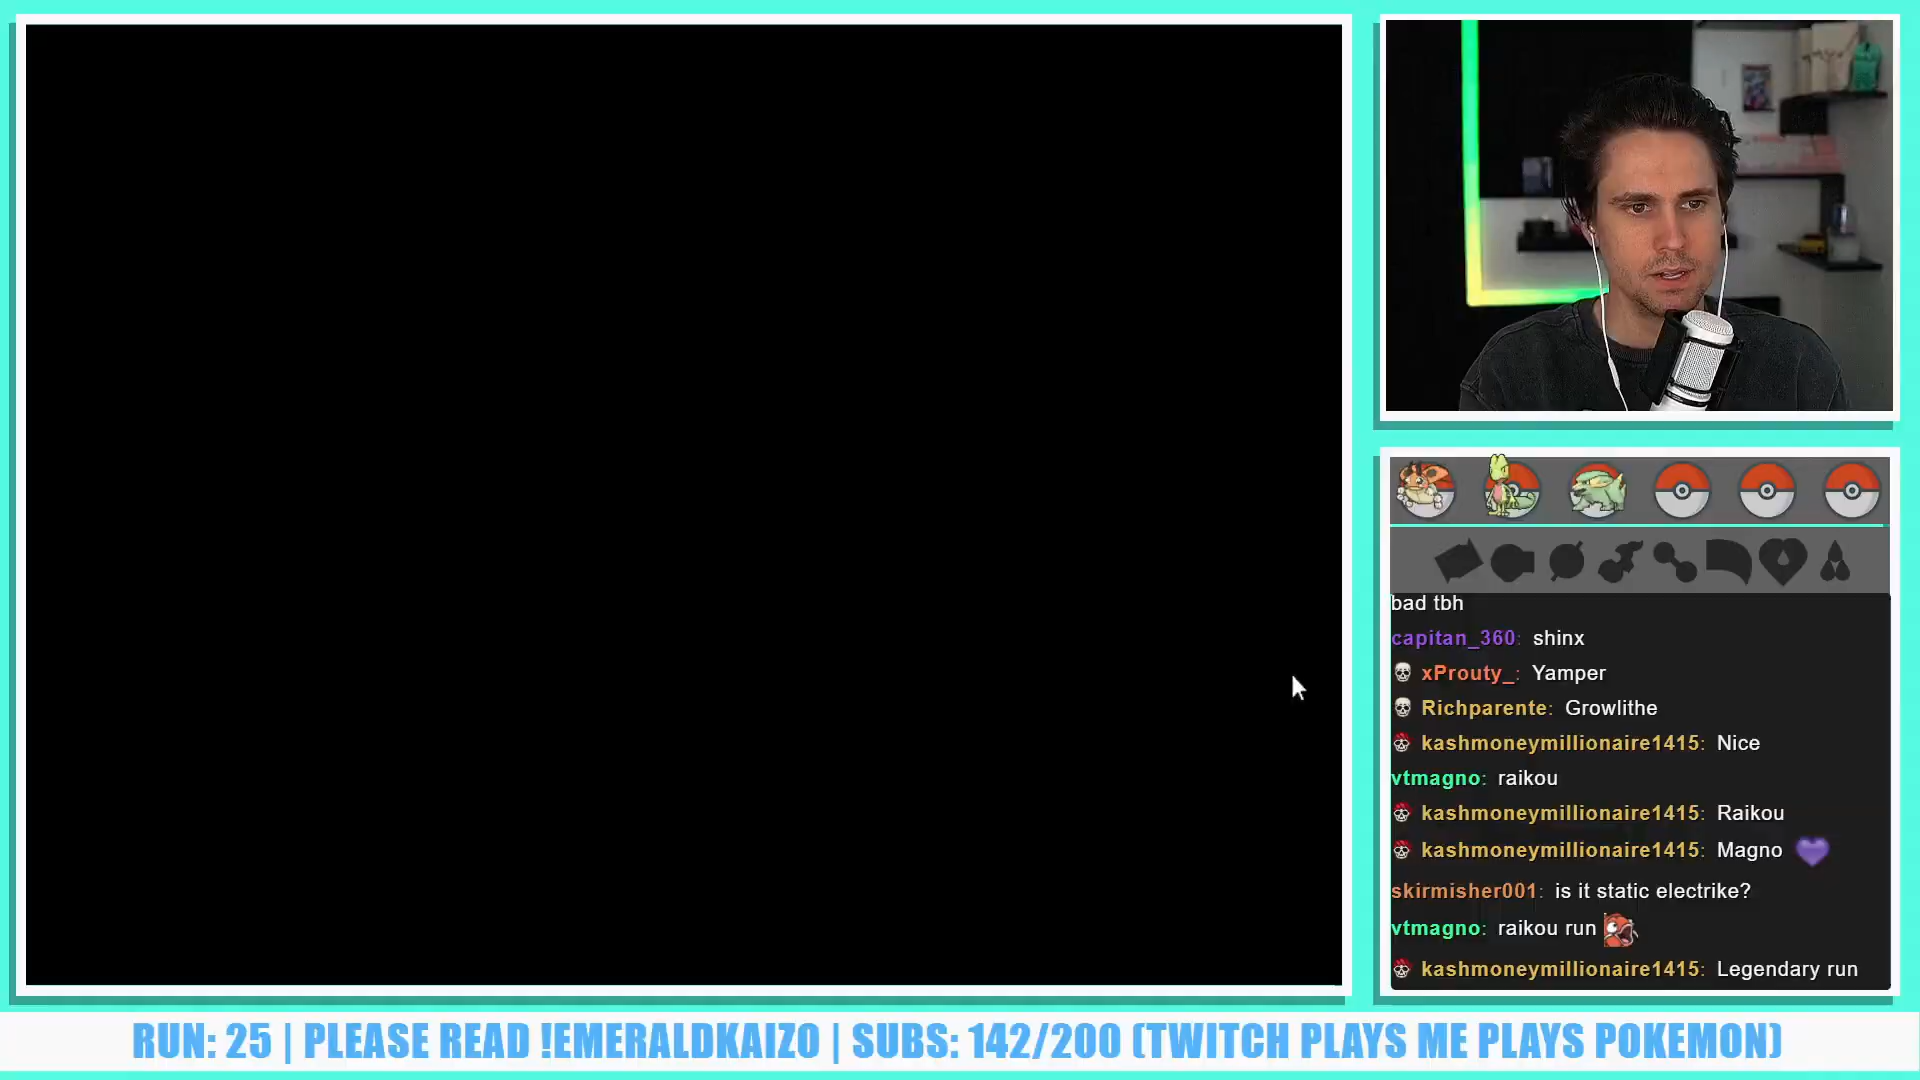 bad tbh
capitan_360: shinx
xProuty_: Yamper
Richparente: Growlithe
kashmoneymillionaire1415: Nice
vtmagno: raikou
kashmoneymillionaire1415: Raikou
kashmoneymillionaire1415: Magno
skirmisher001: is it static electrike?
vtmagno: raikou run
kashmoneymillionaire1415: Legendary run
RUN: 25 | PLEASE READ !EMERALDKAIZO | SUBS: 142/200 (TWITCH PLAYS ME PLAYS POKEMON)